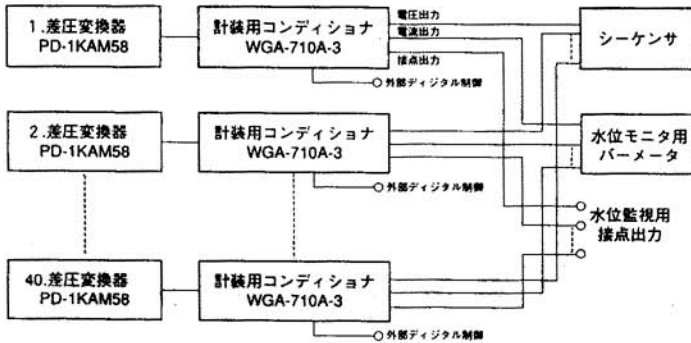 1.差圧変換器
PD-1KAM58
計装用コンディショナ
WGA-710A-3
電圧出力
電流出力
接点出力
シーケンサ
外部ディジタル制御
2.差圧変換器
PD-1KAM58
計装用コンディショナ
WGA-710A-3
水位モニタ用
バーメータ
外部ディジタル制御
水位監視用
接点出力
40.差圧変換器
PD-1KAM58
計装用コンディショナ
WGA-710A-3
外部ディジタル制御